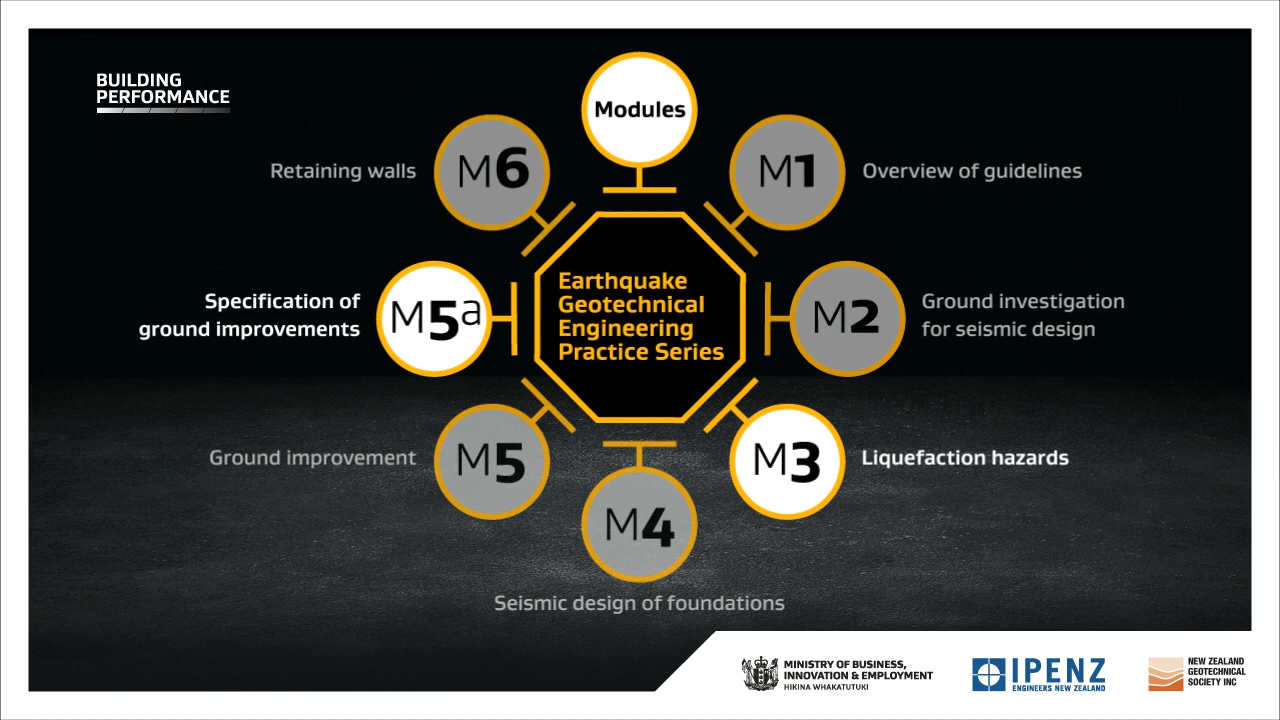 BUILDING
PERFORMANCE
Modules
M1
Overview of guidelines
M2
Ground investigation
for seismic design
M3
Liquefaction hazards
M4
Seismic design of foundations
M5
Ground improvement
M5a
Specification of
ground improvements
M6
Retaining walls
Earthquake
Geotechnical
Engineering
Practice Series
MINISTRY OF BUSINESS,
INNOVATION & EMPLOYMENT
HIKINA WHAKATUTUKI
IPENZ
ENGINEERS NEW ZEALAND
NEW ZEALAND
GEOTECHNICAL
SOCIETY INC